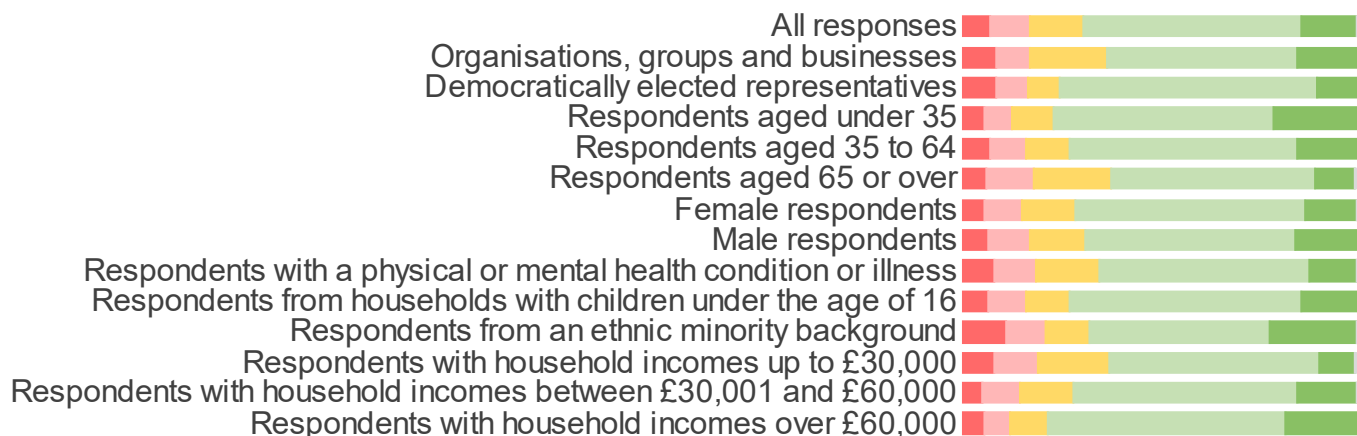 All responses
Organisations, groups and businesses
Democratically elected representatives
Respondents aged under 35
Respondents aged 35 to 64
Respondents aged 65 or over
Female respondents
Male respondents
Respondents with a physical or mental health condition or illness
Respondents from households with children under the age of 16
Respondents from an ethnic minority background
Respondents with household incomes up to £30,000
Respondents with household incomes between £30,001 and £60,000
Respondents with household incomes over £60,000